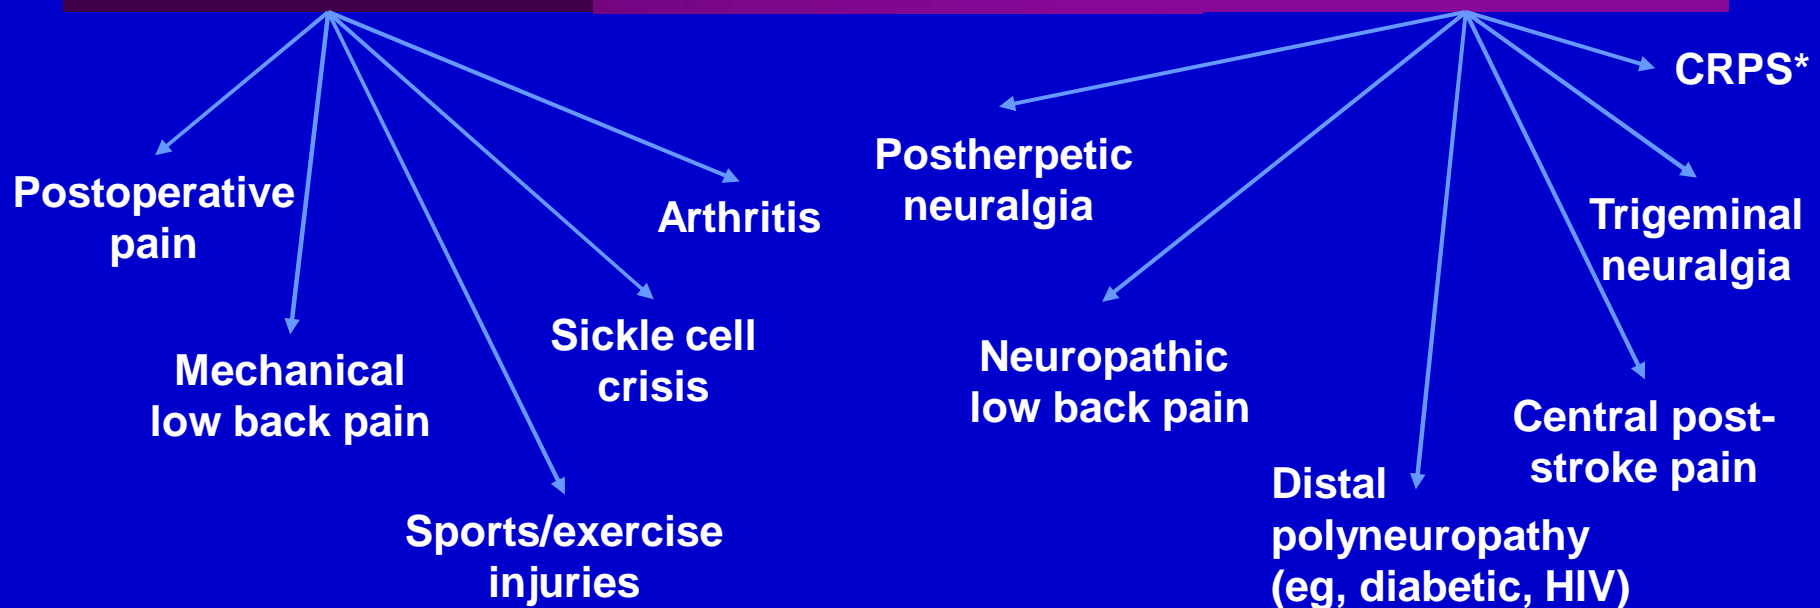 Postoperative
pain
Mechanical
low back pain
Sports/exercise
injuries
Sickle cell
crisis
Arthritis
Postherpetic
neuralgia
Neuropathic
low back pain
Distal
polyneuropathy
(eg, diabetic, HIV)
Central post-
stroke pain
Trigeminal
neuralgia
CRPS*